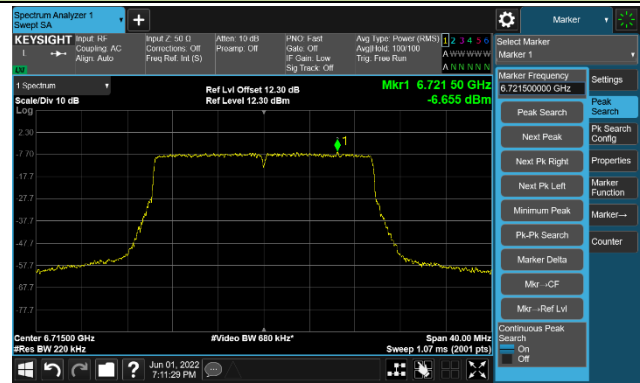 Spectrum Analyzer 1
Swept SA
Marker
KEYSIGHT
Input: RF
Coupling: AC
Align: Auto
Input Z: 50 Ω
Corrections: Off
Freq Ref: Int (S)
Atten: 10 dB
Preamp: Off
PNO: Fast
Gate: Off
IF Gain: Low
Sig Track: Off
Avg Type: Power (RMS)
Avg|Hold: 100/100
Trig: Free Run
1 2 3 4 5 6
A W W W W W
A N N N N N
L
LXI
1 Spectrum
Scale/Div 10 dB
Log
Ref Lvl Offset 12.30 dB
Ref Level 12.30 dBm
Mkr1 6.721 50 GHz
-6.655 dBm
1
2.30
-7.70
-17.7
-27.7
-37.7
-47.7
-57.7
-67.7
-77.7
Center 6.71500 GHz
#Res BW 220 kHz
#Video BW 680 kHz*
Span 40.00 MHz
Sweep 1.07 ms (2001 pts)
Select Marker
Marker 1
Marker Frequency
6.721500000 GHz
Peak Search
Next Peak
Next Pk Right
Next Pk Left
Minimum Peak
Pk-Pk Search
Marker Delta
Mkr→CF
Mkr→Ref Lvl
Continuous Peak
Search
On
Off
Settings
Peak
Search
Pk Search
Config
Properties
Marker
Function
Marker→
Counter
?
Jun 01, 2022
7:11:29 PM